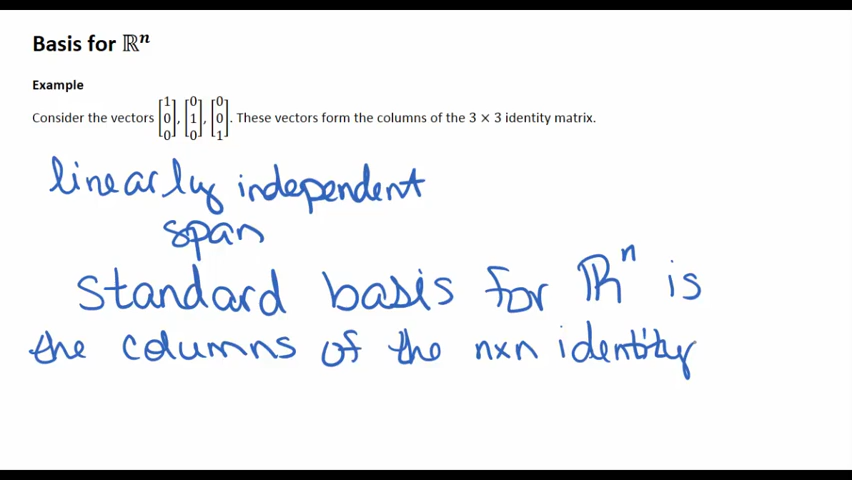 Basis for ℝⁿ
Example
Consider the vectors [1 0 0], [0 1 0], [0 0 1]. These vectors form the columns of the 3 × 3 identity matrix.
linearly independent
span
standard basis for ℝⁿ is
the columns of the nxn identity